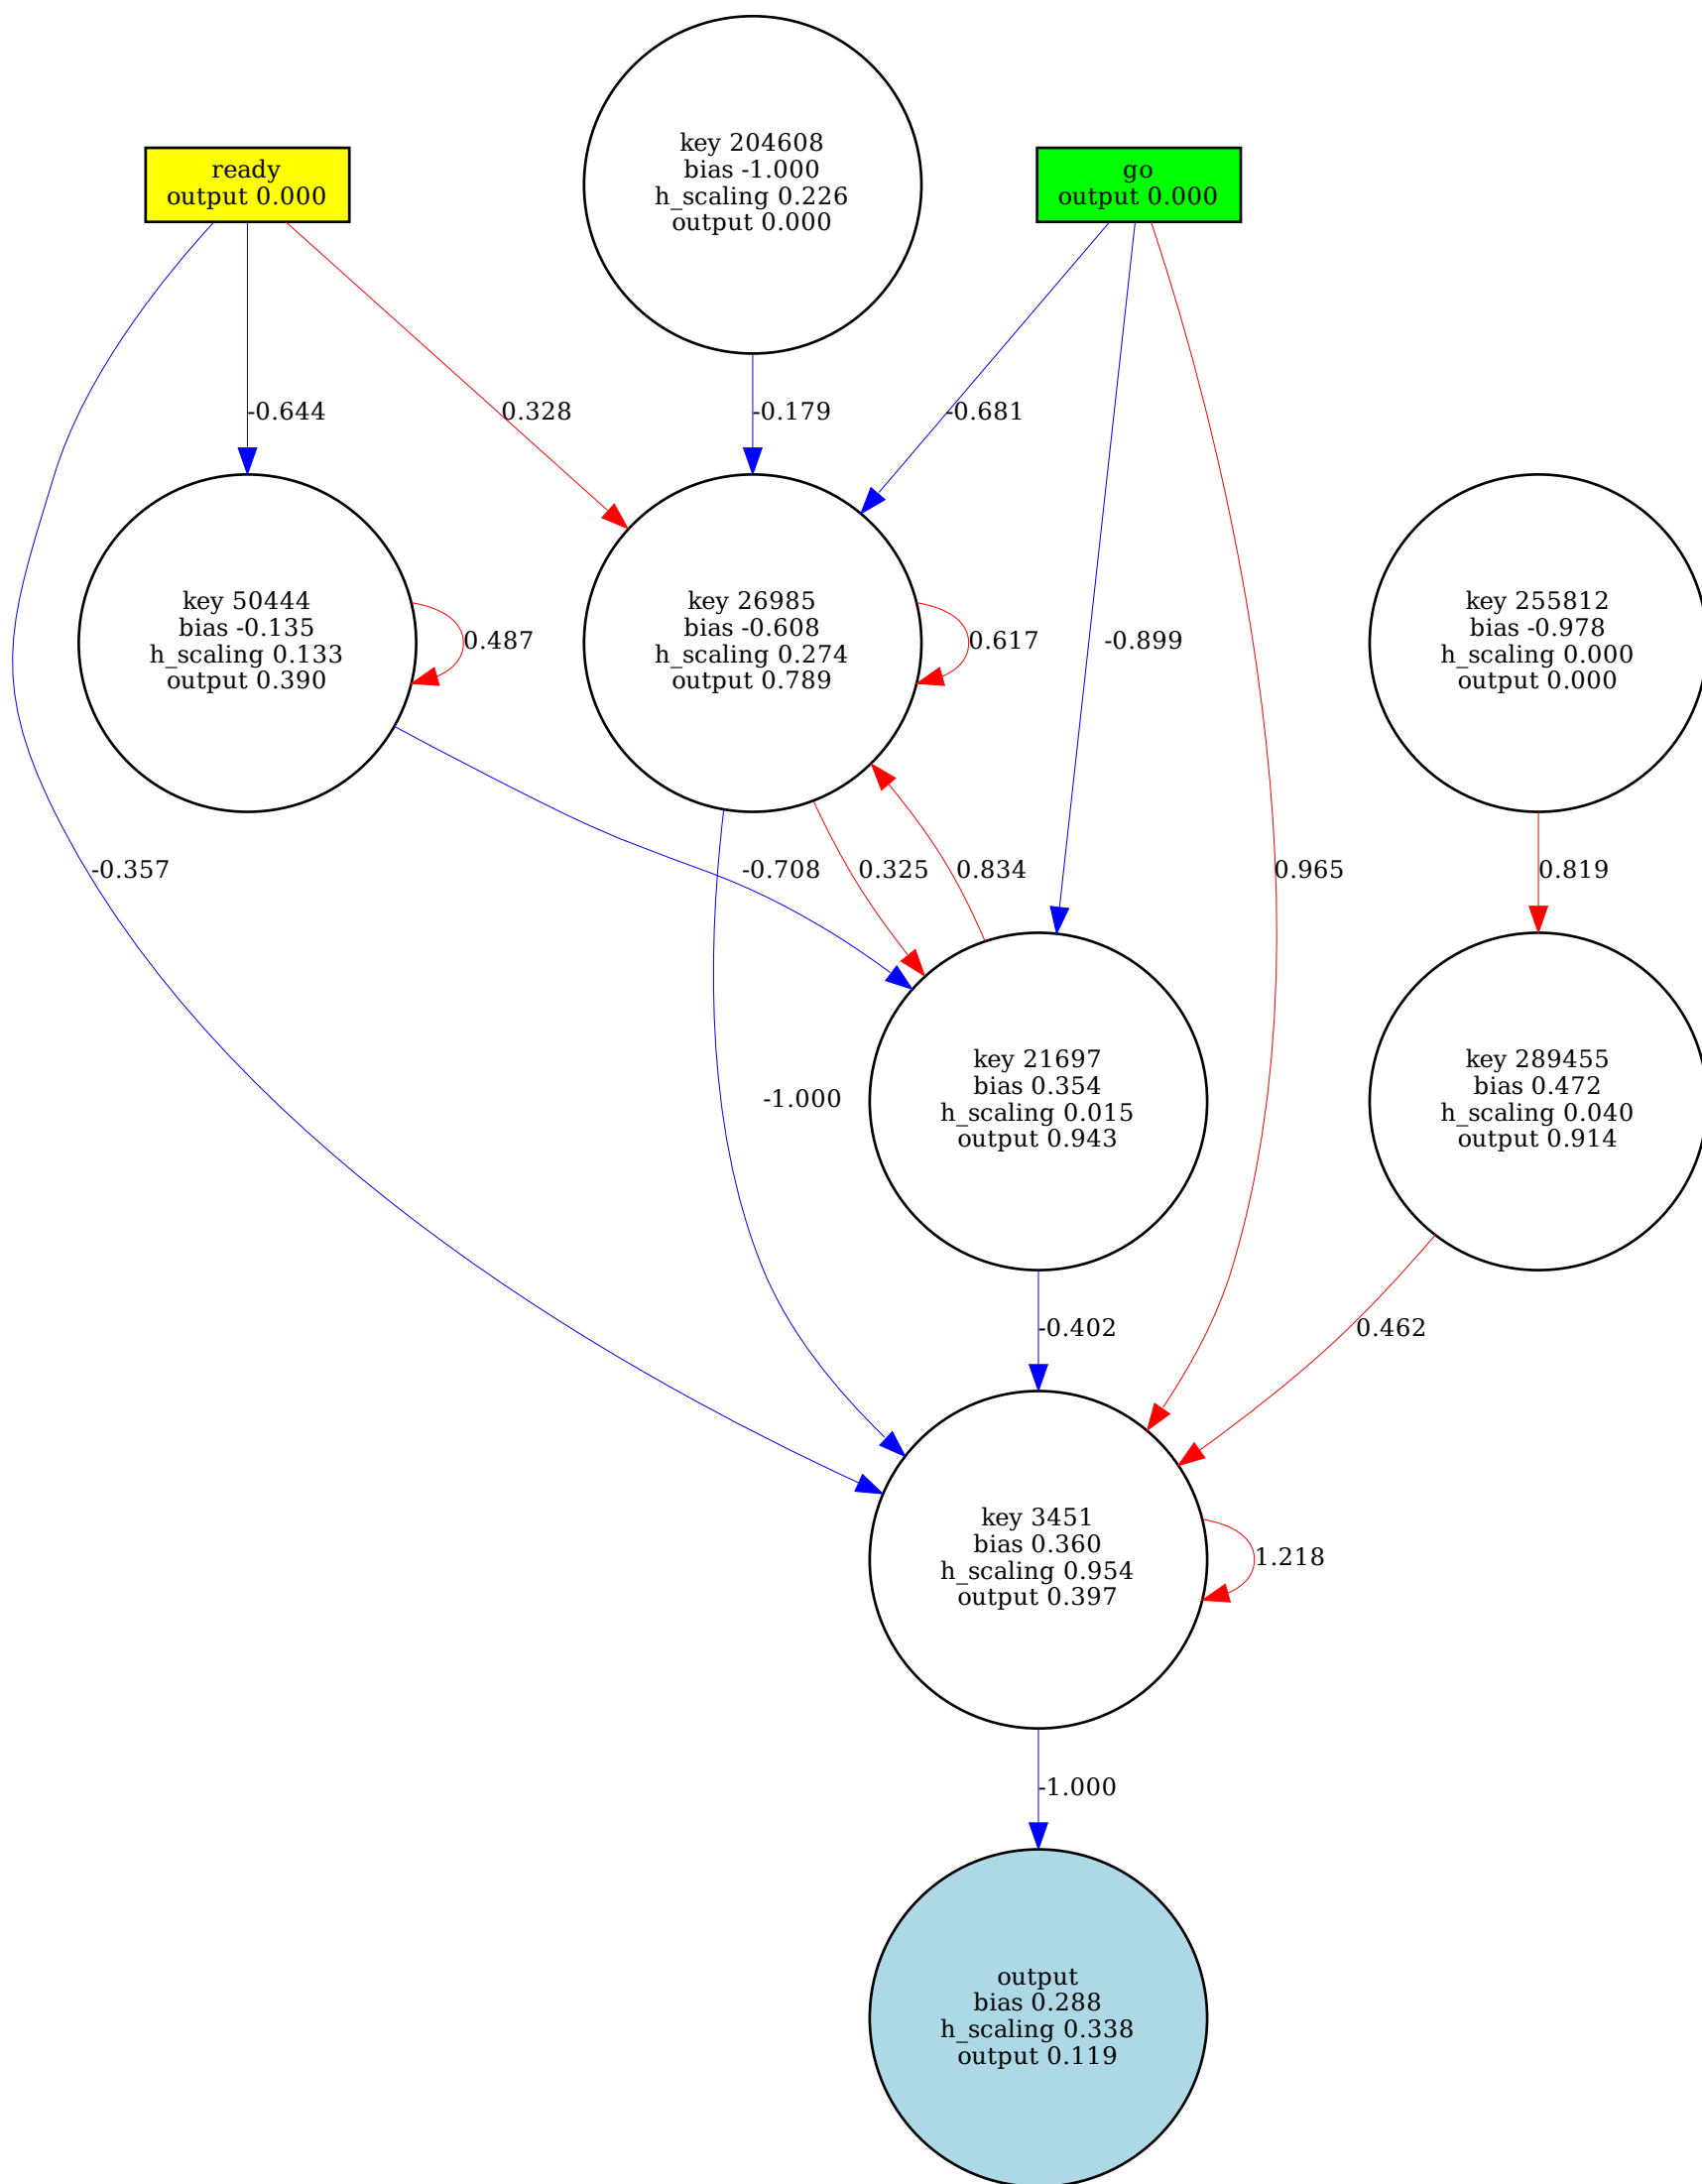 key 204608
bias -1.000
h_scaling 0.226
output 0.000
ready
output 0.000
go
output 0.000
-0.644
0.328
-0.179
-0.681
key 50444
bias -0.135
h_scaling 0.133
output 0.390
0.487
key 26985
bias -0.608
h_scaling 0.274
output 0.789
0.617
-0.899
key 255812
bias -0.978
h_scaling 0.000
output 0.000
-0.357
-0.708
0.325
0.834
0.965
0.819
-1.000
key 21697
bias 0.354
h_scaling 0.015
output 0.943
key 289455
bias 0.472
h_scaling 0.040
output 0.914
-0.402
0.462
key 3451
bias 0.360
h_scaling 0.954
output 0.397
1.218
-1.000
output
bias 0.288
h_scaling 0.338
output 0.119